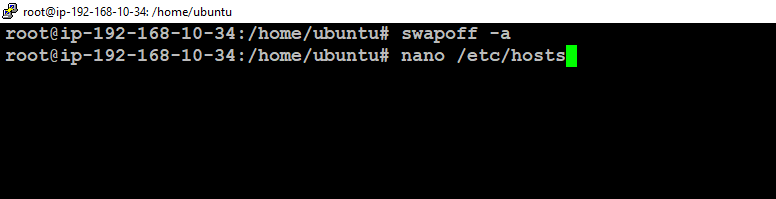 root@ip-192-168-10-34: /home/ubuntu
root@ip-192-168-10-34:/home/ubuntu# swapoff -a
root@ip-192-168-10-34:/home/ubuntu# nano /etc/hosts